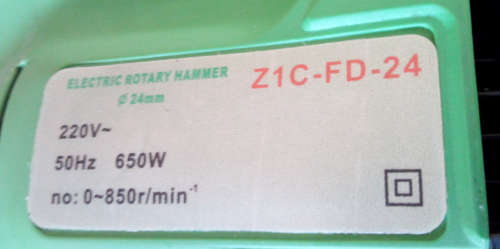 ELECTRIC ROTARY HAMMER Z1C-FD-24
Ø 24mm
220V~
50Hz 650W
no: 0~850r/min⁻¹